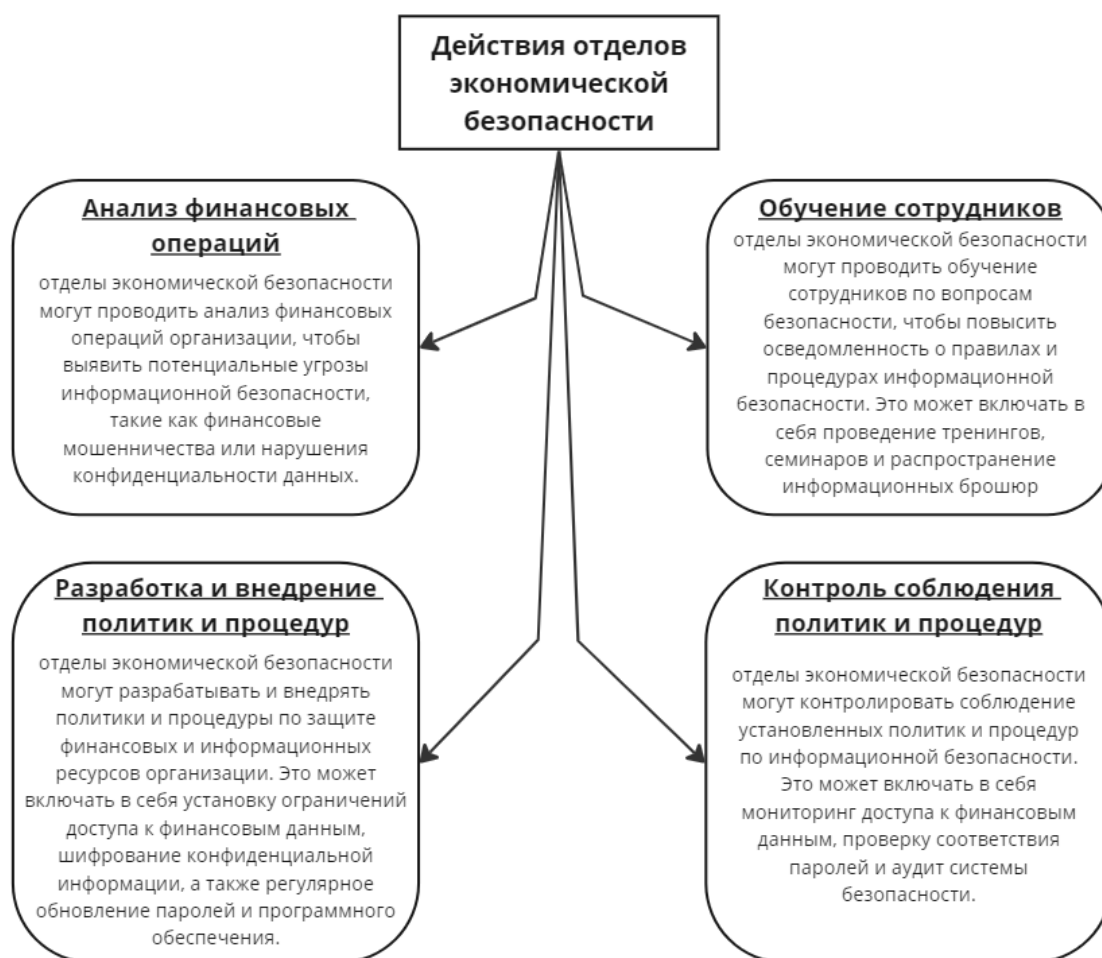 Действия отделов
экономической
безопасности
Анализ финансовых
операций
отделы экономической безопасности
могут проводить анализ финансовых
операций организации, чтобы
выявить потенциальные угрозы
информационной безопасности,
такие как финансовые
мошенничества или нарушения
конфиденциальности данных.
Обучение сотрудников
отделы экономической безопасности
могут проводить обучение
сотрудников по вопросам
безопасности, чтобы повысить
осведомленность о правилах и
процедурах информационной
безопасности. Это может включать в
себя проведение тренингов,
семинаров и распространение
информационных брошюр
Разработка и внедрение
политик и процедур
отделы экономической безопасности
могут разрабатывать и внедрять
политики и процедуры по защите
финансовых и информационных
ресурсов организации. Это может
включать в себя установку ограничений
доступа к финансовым данным,
шифрование конфиденциальной
информации, а также регулярное
обновление паролей и программного
обеспечения.
Контроль соблюдения
политик и процедур
отделы экономической безопасности
могут контролировать соблюдение
установленных политик и процедур
по информационной безопасности.
Это может включать в себя
мониторинг доступа к финансовым
данным, проверку соответствия
паролей и аудит системы
безопасности.